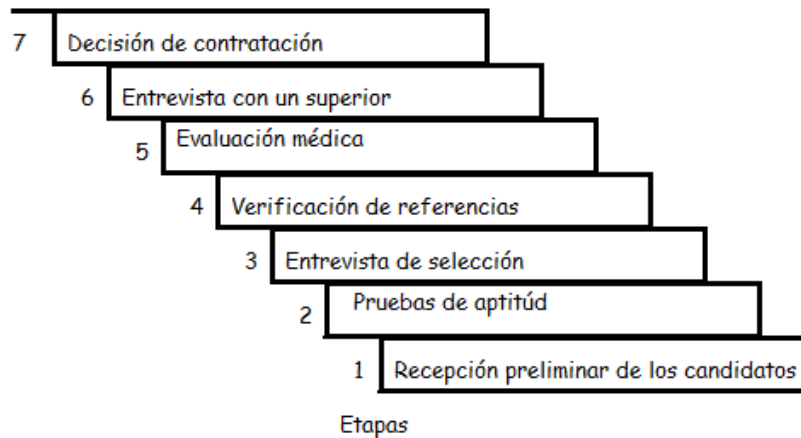 7 Decisión de contratación
6 Entrevista con un superior
5 Evaluación médica
4 Verificación de referencias
3 Entrevista de selección
2 Pruebas de aptitúd
1 Recepción preliminar de los candidatos
Etapas